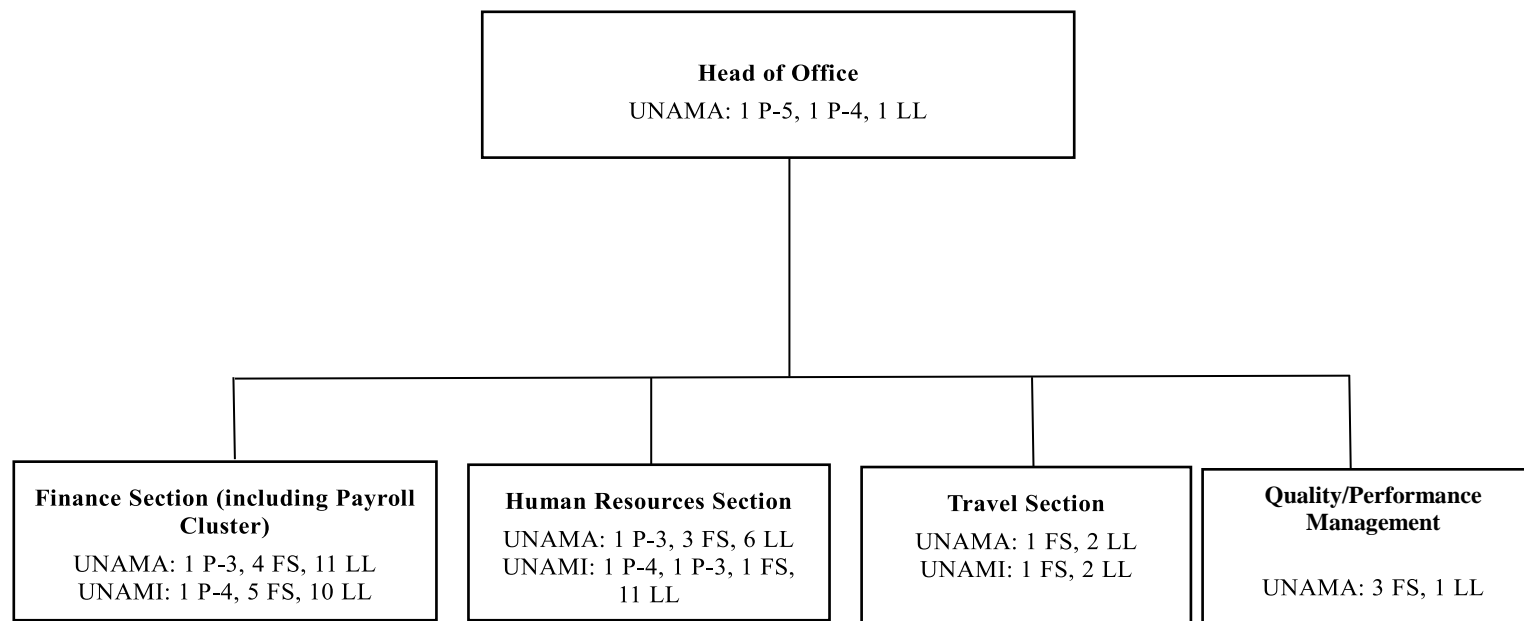 Head of Office
UNAMA: 1 P-5, 1 P-4, 1 LL
Finance Section (including Payroll
Cluster)
UNAMA: 1 P-3, 4 FS, 11 LL
UNAMI: 1 P-4, 5 FS, 10 LL
Human Resources Section
UNAMA: 1 P-3, 3 FS, 6 LL
UNAMI: 1 P-4, 1 P-3, 1 FS,
11 LL
Travel Section
UNAMA: 1 FS, 2 LL
UNAMI: 1 FS, 2 LL
Quality/Performance
Management
UNAMA: 3 FS, 1 LL